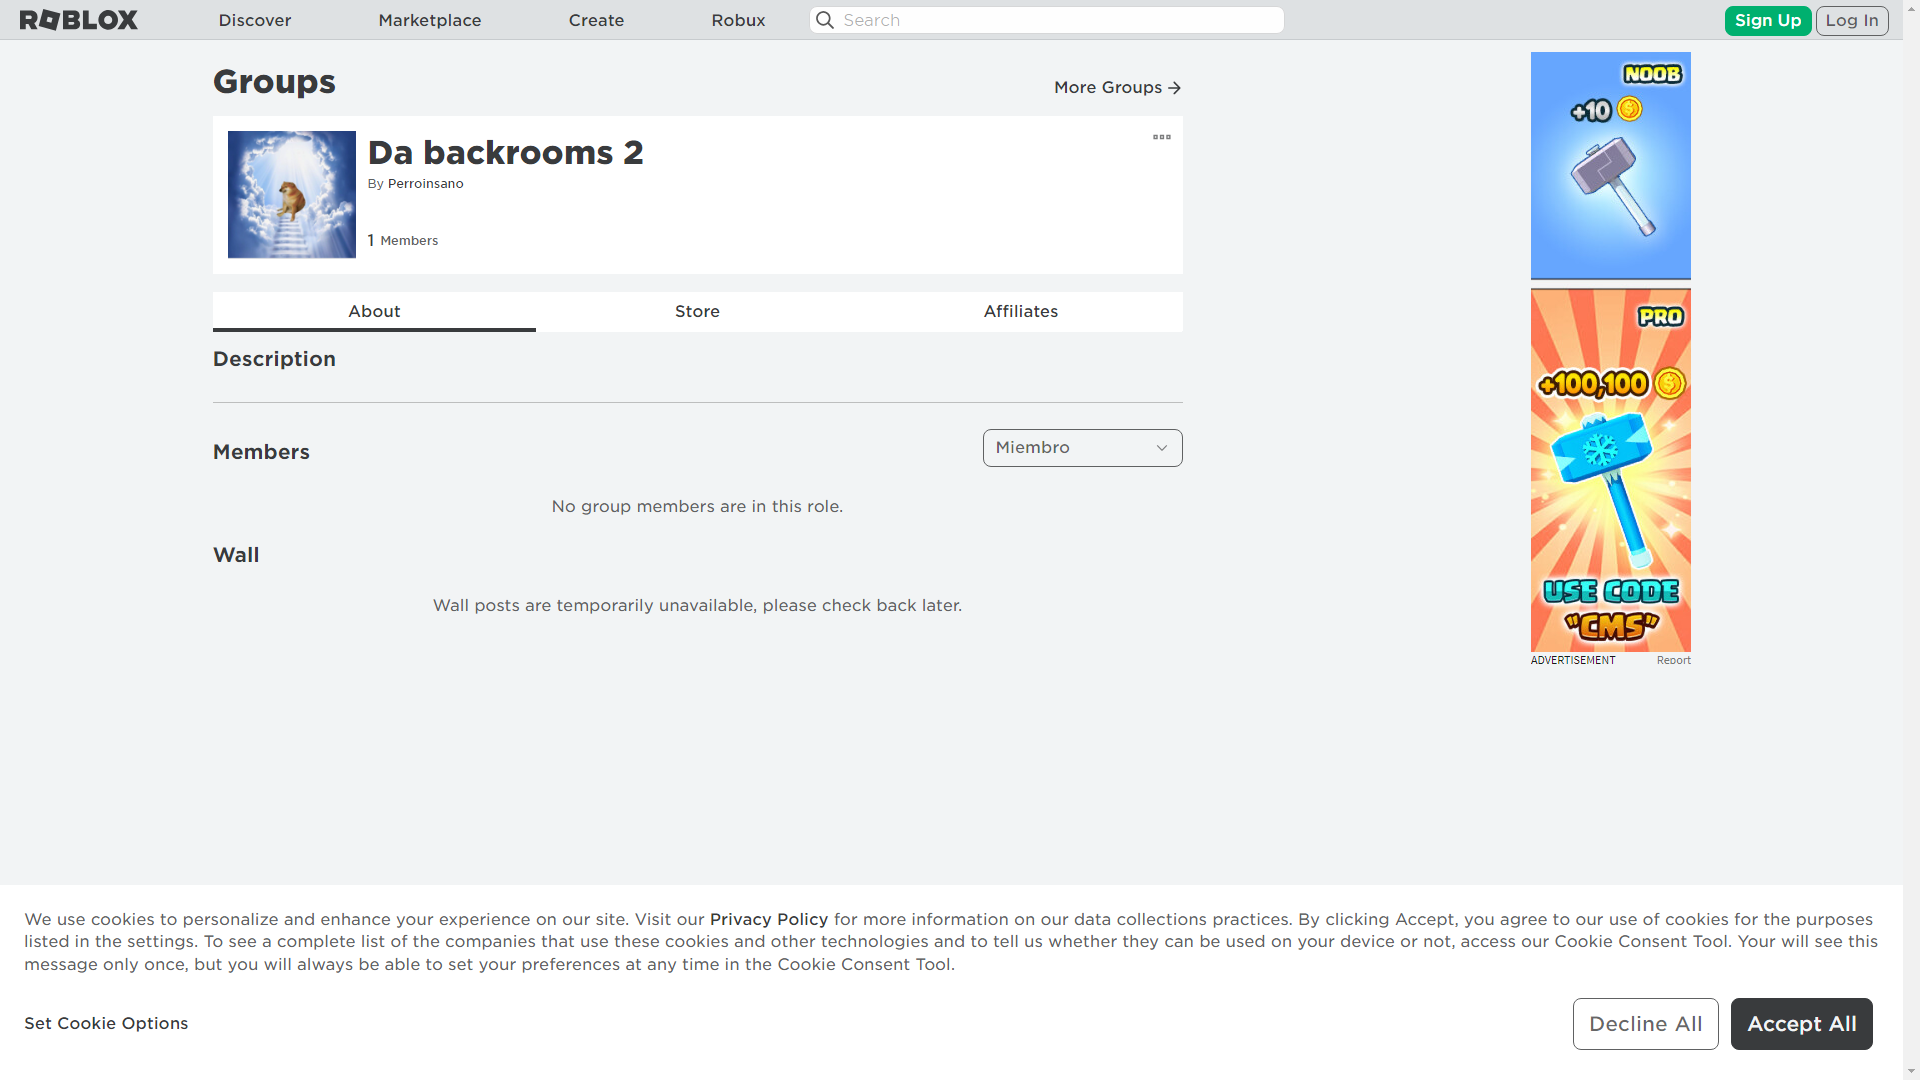 ROBLOX
Discover
Marketplace
Create
Robux
Search
Sign Up
Log In
Groups
More Groups
Da backrooms 2
By Perroinsano
1 Members
About
Store
Affiliates
Description
Members
Miembro
No group members are in this role.
Wall
Wall posts are temporarily unavailable, please check back later.
NOOB
+10
PRO
+100,100
USE CODE
"CMS"
ADVERTISEMENT
Report
We use cookies to personalize and enhance your experience on our site. Visit our Privacy Policy for more information on our data collections practices. By clicking Accept, you agree to our use of cookies for the purposes
listed in the settings. To see a complete list of the companies that use these cookies and other technologies and to tell us whether they can be used on your device or not, access our Cookie Consent Tool. Your will see this
message only once, but you will always be able to set your preferences at any time in the Cookie Consent Tool.
Set Cookie Options
Decline All
Accept All